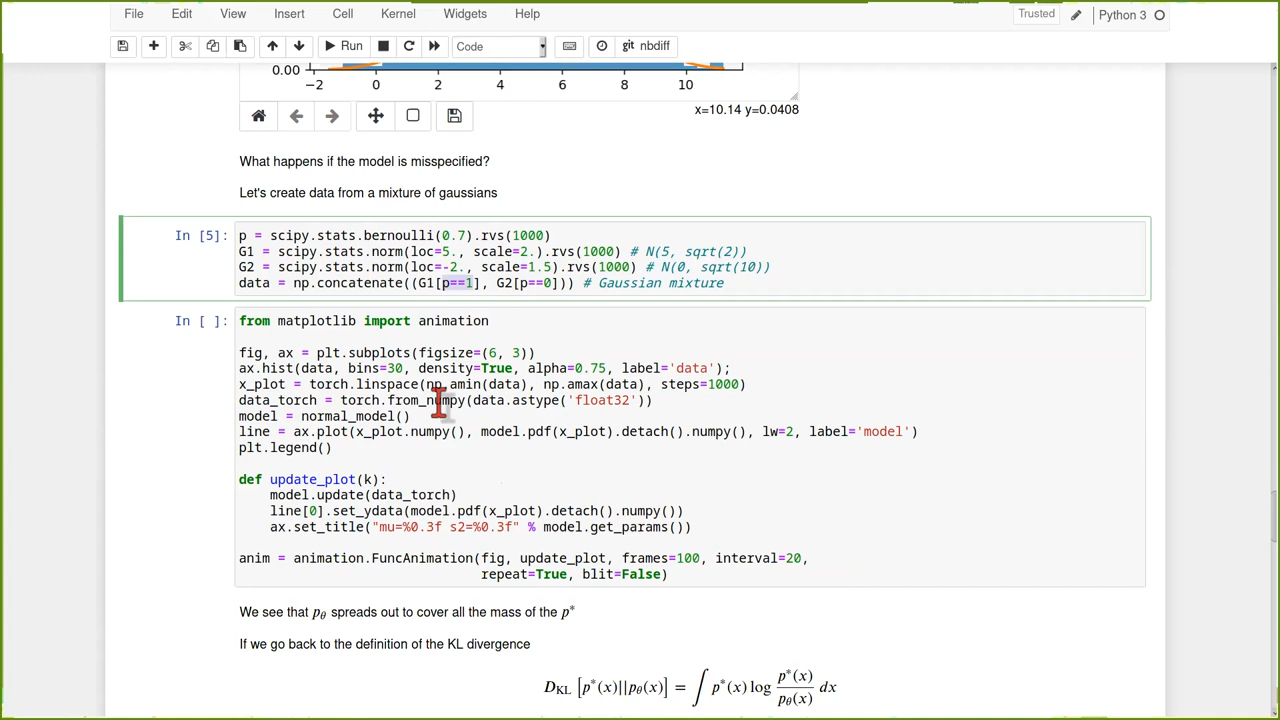 File Edit View Insert Cell Kernel Widgets Help Trusted Python 3
Run Code git nbdiff
0.00
−2 0 2 4 6 8 10
x=10.14 y=0.0408
What happens if the model is misspecified?
Let's create data from a mixture of gaussians
In [5]: p = scipy.stats.bernoulli(0.7).rvs(1000)
G1 = scipy.stats.norm(loc=5., scale=2.).rvs(1000) # N(5, sqrt(2))
G2 = scipy.stats.norm(loc=-2., scale=1.5).rvs(1000) # N(0, sqrt(10))
data = np.concatenate((G1[p==1], G2[p==0])) # Gaussian mixture
In [ ]: from matplotlib import animation
fig, ax = plt.subplots(figsize=(6, 3))
ax.hist(data, bins=30, density=True, alpha=0.75, label='data');
x_plot = torch.linspace(np.amin(data), np.amax(data), steps=1000)
data_torch = torch.from_numpy(data.astype('float32'))
model = normal_model()
line = ax.plot(x_plot.numpy(), model.pdf(x_plot).detach().numpy(), lw=2, label='model')
plt.legend()
def update_plot(k):
model.update(data_torch)
line[0].set_ydata(model.pdf(x_plot).detach().numpy())
ax.set_title("mu=%0.3f s2=%0.3f" % model.get_params())
anim = animation.FuncAnimation(fig, update_plot, frames=100, interval=20,
repeat=True, blit=False)
We see that pθ spreads out to cover all the mass of the p*
If we go back to the definition of the KL divergence
D_KL [p*(x)||pθ(x)] = ∫ p*(x) log p*(x)/pθ(x) dx